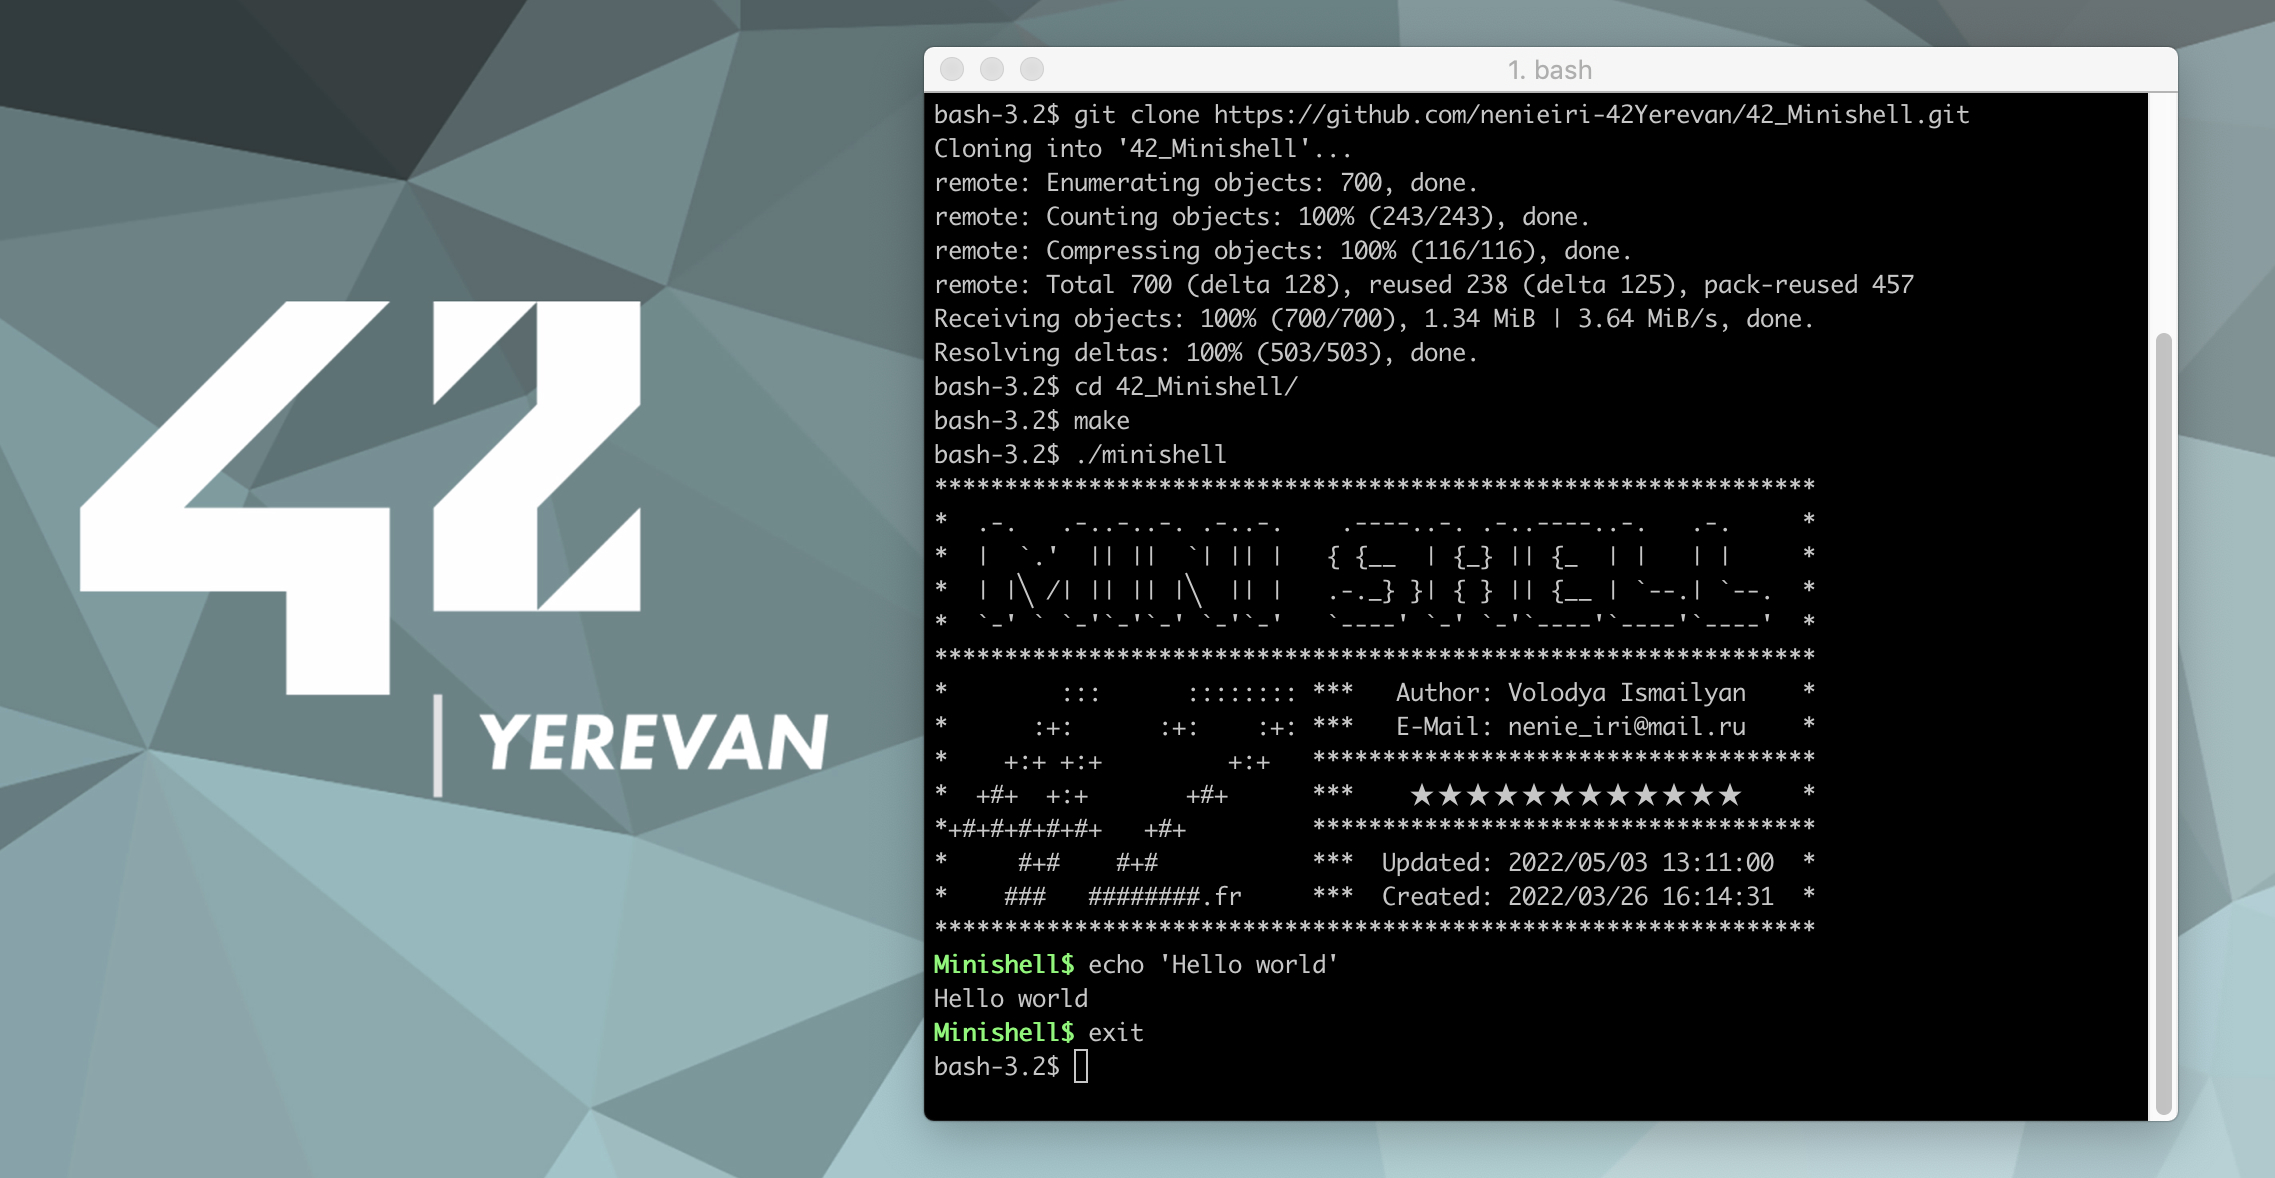 42
YEREVAN
1. bash
bash-3.2$ git clone https://github.com/nenieiri-42Yerevan/42_Minishell.git
Cloning into '42_Minishell'...
remote: Enumerating objects: 700, done.
remote: Counting objects: 100% (243/243), done.
remote: Compressing objects: 100% (116/116), done.
remote: Total 700 (delta 128), reused 238 (delta 125), pack-reused 457
Receiving objects: 100% (700/700), 1.34 MiB | 3.64 MiB/s, done.
Resolving deltas: 100% (503/503), done.
bash-3.2$ cd 42_Minishell/
bash-3.2$ make
bash-3.2$ ./minishell
***************************************************************
*  .-.   .-..-..-. .-..-.    .----..-. .-..----..-.   .-.     *
*  |  `.'  || ||  `| || |   { {__  | {_} || {_  | |   | |     *
*  | |\ /| || || |\  || |   .-._} }| { } || {__ | `--.| `--.  *
*  `-' ` `-'`-'`-' `-'`-'   `----' `-' `-'`----'`----'`----'  *
***************************************************************
*        :::      :::::::: ***   Author: Volodya Ismailyan    *
*      :+:      :+:    :+: ***   E-Mail: nenie_iri@mail.ru    *
*    +:+ +:+         +:+   ************************************
*  +#+  +:+       +#+      ***    ★★★★★★★★★★★★    *
*+#+#+#+#+#+   +#+         ************************************
*     #+#    #+#           ***  Updated: 2022/05/03 13:11:00  *
*    ###   ########.fr     ***  Created: 2022/03/26 16:14:31  *
***************************************************************
Minishell$ echo 'Hello world'
Hello world
Minishell$ exit
bash-3.2$